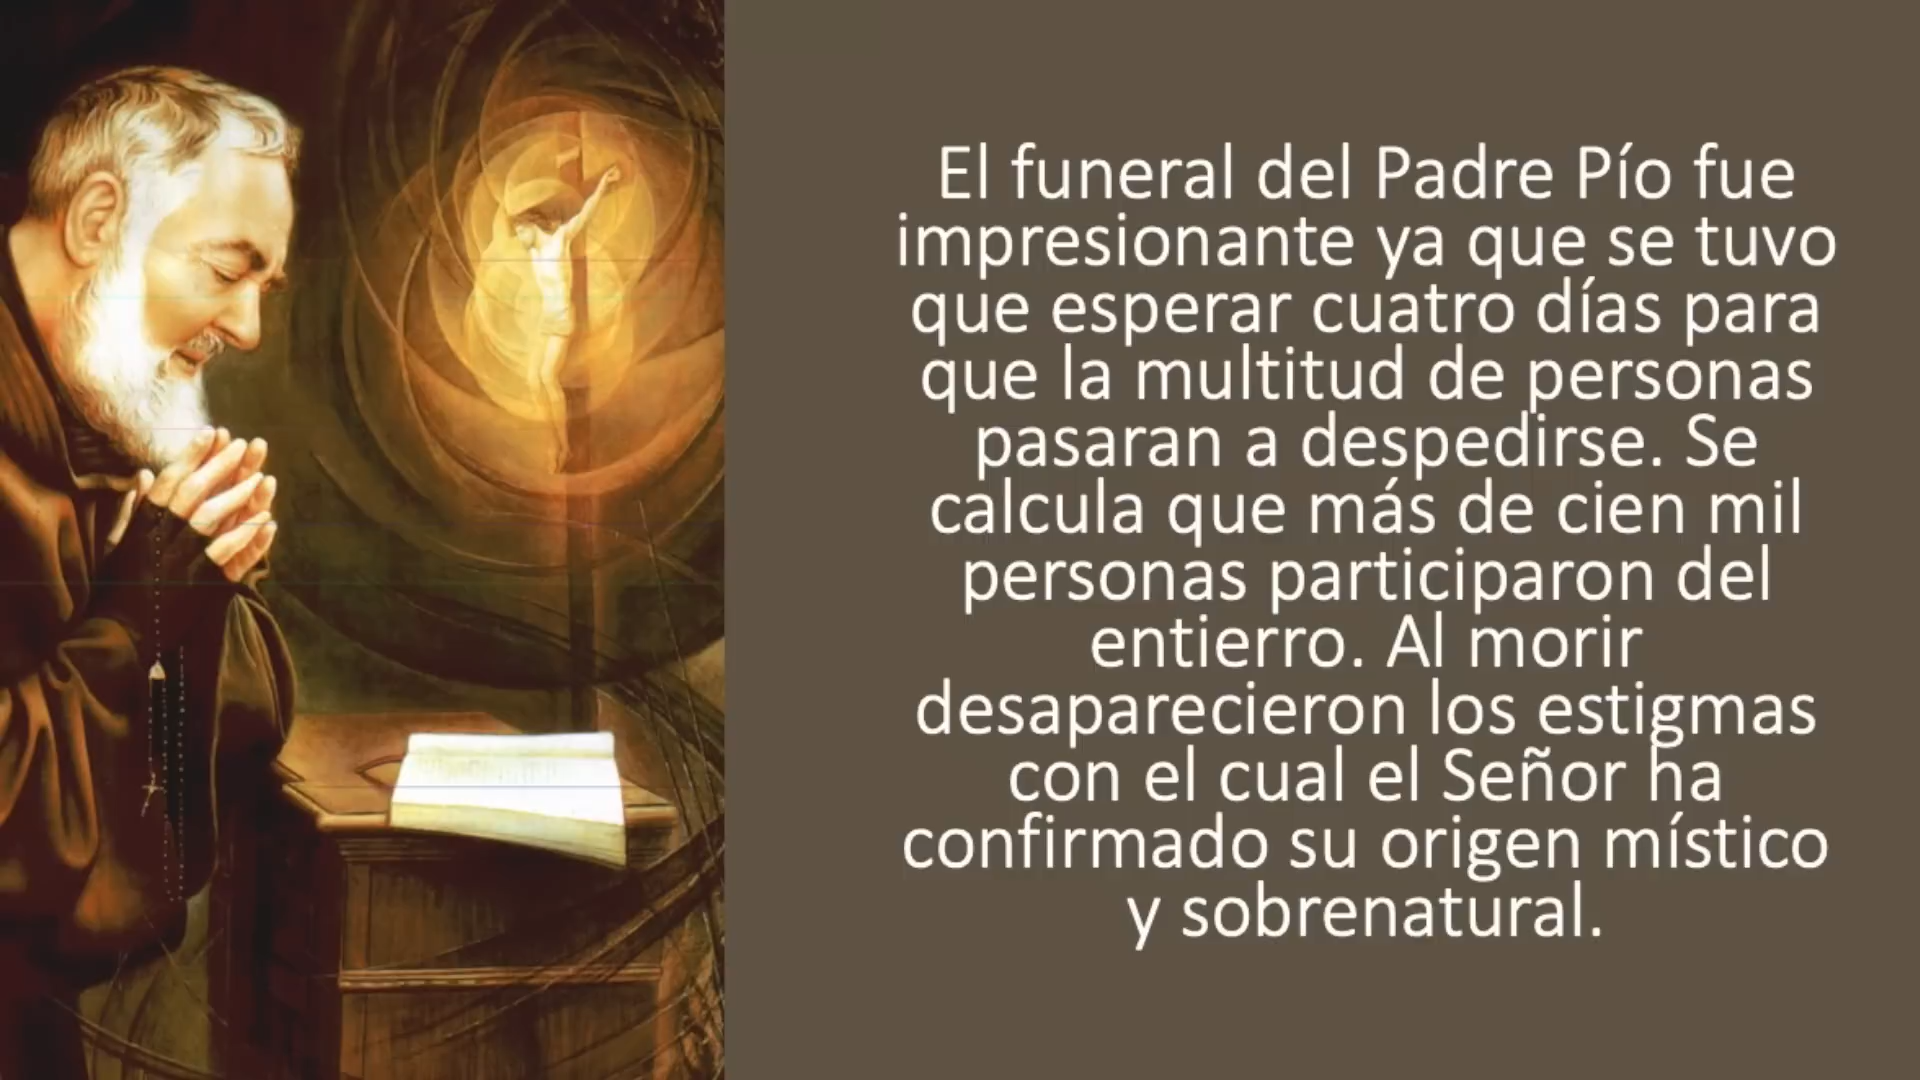 El funeral del Padre Pío fue
impresionante ya que se tuvo
que esperar cuatro días para
que la multitud de personas
pasaran a despedirse. Se
calcula que más de cien mil
personas participaron del
entierro. Al morir
desaparecieron los estigmas
con el cual el Señor ha
confirmado su origen místico
y sobrenatural.